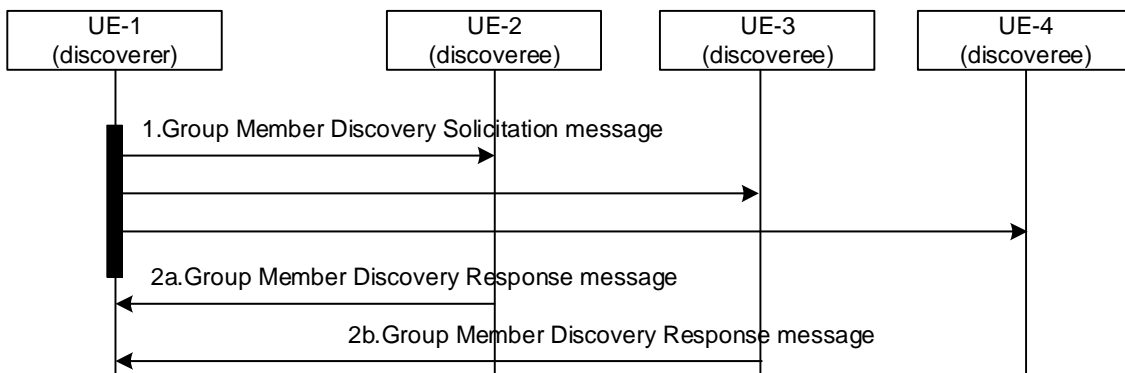 UE-1
(discoverer)
UE-2
(discoveree)
UE-3
(discoveree)
UE-4
(discoveree)
1.Group Member Discovery Solicitation message
2a.Group Member Discovery Response message
2b.Group Member Discovery Response message